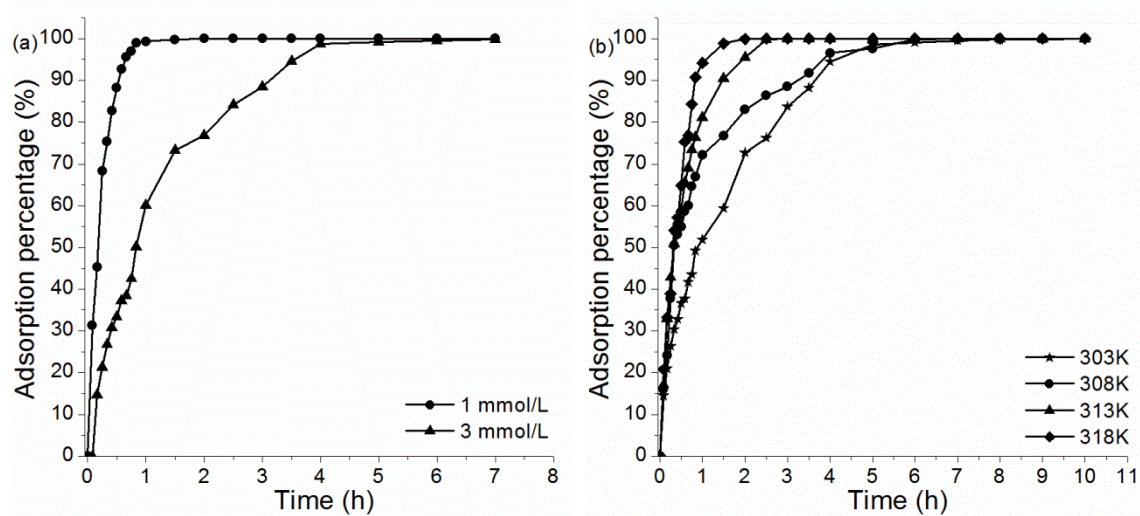 (a)
Adsorption percentage (%)
100
90
80
70
60
50
40
30
20
10
0
0 1 2 3 4 5 6 7 8
Time (h)
1 mmol/L
3 mmol/L
(b)
Adsorption percentage (%)
100
90
80
70
60
50
40
30
20
10
0
0 1 2 3 4 5 6 7 8 9 10 11
Time (h)
303K
308K
313K
318K